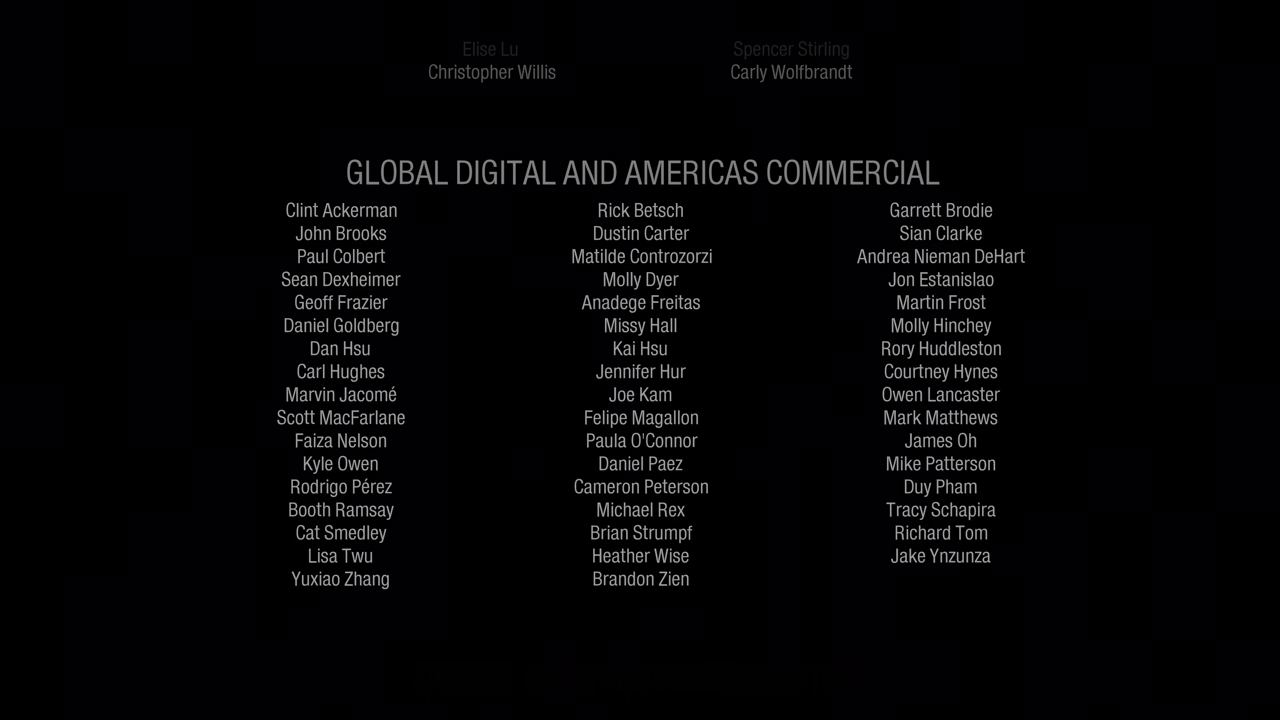 Elise Lu Spencer Stirling
Christopher Willis Carly Wolfbrandt
GLOBAL DIGITAL AND AMERICAS COMMERCIAL
Clint Ackerman Rick Betsch Garrett Brodie
John Brooks Dustin Carter Sian Clarke
Paul Colbert Matilde Controzorzi Andrea Nieman DeHart
Sean Dexheimer Molly Dyer Jon Estanislao
Geoff Frazier Anadege Freitas Martin Frost
Daniel Goldberg Missy Hall Molly Hinchey
Dan Hsu Kai Hsu Rory Huddleston
Carl Hughes Jennifer Hur Courtney Hynes
Marvin Jacomé Joe Kam Owen Lancaster
Scott MacFarlane Felipe Magallon Mark Matthews
Faiza Nelson Paula O'Connor James Oh
Kyle Owen Daniel Paez Mike Patterson
Rodrigo Pérez Cameron Peterson Duy Pham
Booth Ramsay Michael Rex Tracy Schapira
Cat Smedley Brian Strumpf Richard Tom
Lisa Twu Heather Wise Jake Ynzunza
Yuxiao Zhang Brandon Zien